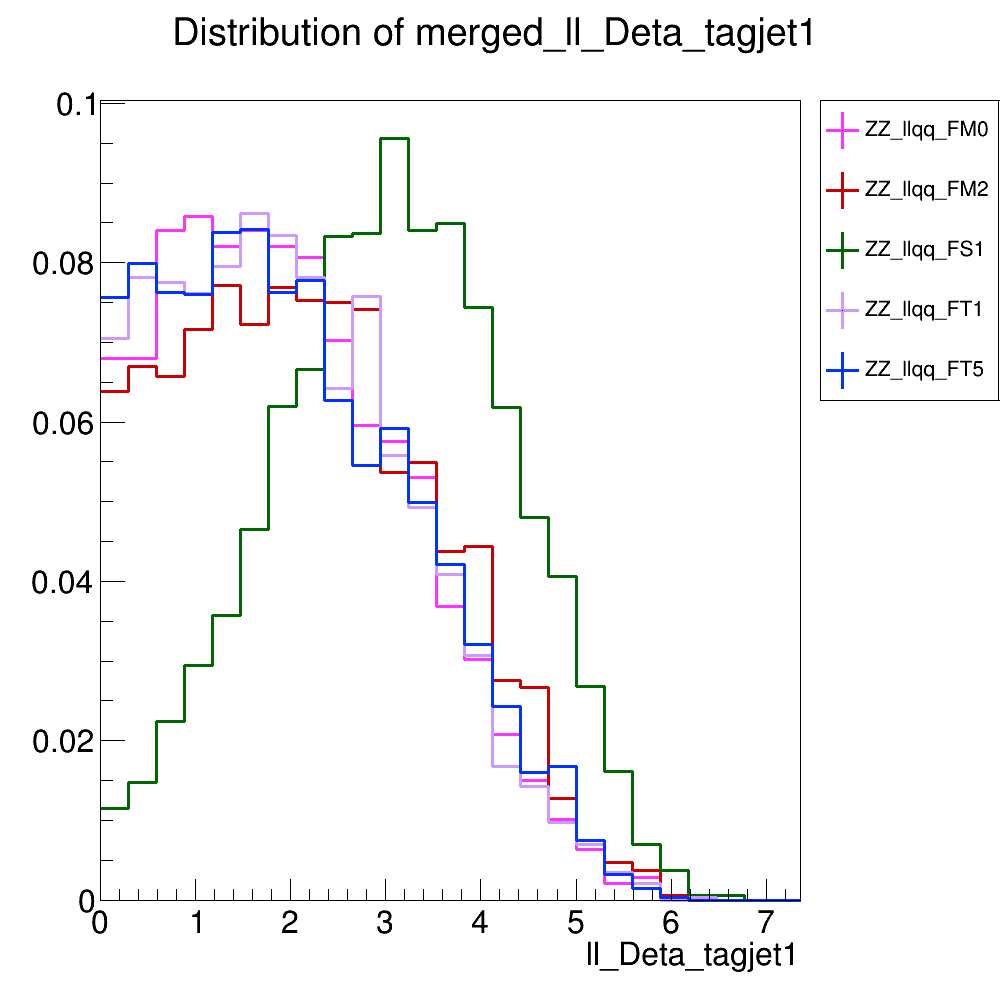 Distribution of merged_ll_Deta_tagjet1
0.1
0.08
0.06
0.04
0.02
0
0 1 2 3 4 5 6 7
ll_Deta_tagjet1
ZZ_llqq_FM0
ZZ_llqq_FM2
ZZ_llqq_FS1
ZZ_llqq_FT1
ZZ_llqq_FT5